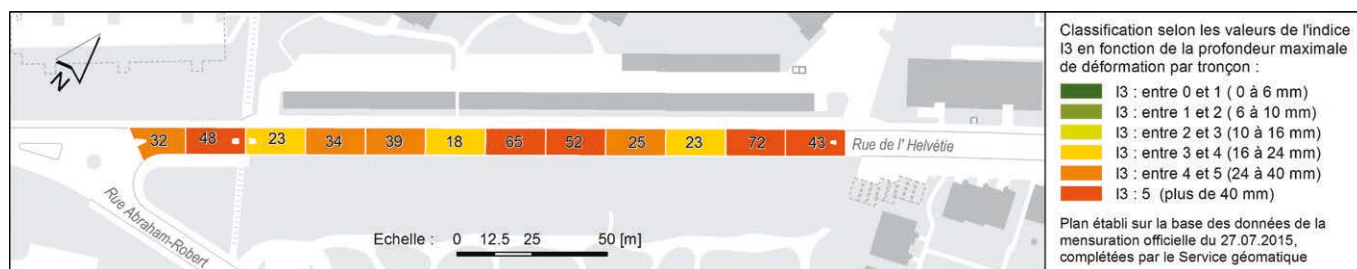 N
32 48 23 34 39 18 65 52 25 23 72 43
Rue de l' Helvétie
Rue Abraham-Robert
Echelle : 0 12.5 25 50 [m]
Classification selon les valeurs de l'indice
I3 en fonction de la profondeur maximale
de déformation par tronçon :
I3 : entre 0 et 1 ( 0 à 6 mm)
I3 : entre 1 et 2 ( 6 à 10 mm)
I3 : entre 2 et 3 (10 à 16 mm)
I3 : entre 3 et 4 (16 à 24 mm)
I3 : entre 4 et 5 (24 à 40 mm)
I3 : 5 (plus de 40 mm)
Plan établi sur la base des données de la
mensuration officielle du 27.07.2015,
complétées par le Service géomatique